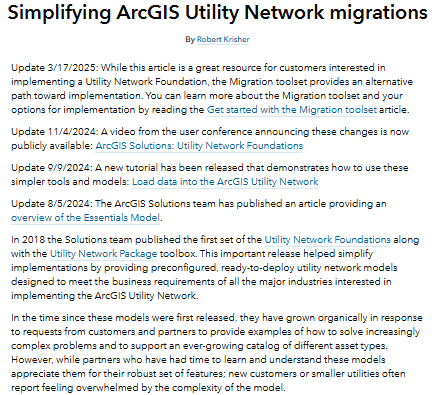 Simplifying ArcGIS Utility Network migrations
By Robert Krisher
Update 3/17/2025: While this article is a great resource for customers interested in
implementing a Utility Network Foundation, the Migration toolset provides an alternative
path toward implementation. You can learn more about the Migration toolset and your
options for implementation by reading the Get started with the Migration toolset article.
Update 11/4/2024: A video from the user conference announcing these changes is now
publicly available: ArcGIS Solutions: Utility Network Foundations
Update 9/9/2024: A new tutorial has been released that demonstrates how to use these
simpler tools and models: Load data into the ArcGIS Utility Network
Update 8/5/2024: The ArcGIS Solutions team has published an article providing an
overview of the Essentials Model.
In 2018 the Solutions team published the first set of the Utility Network Foundations along
with the Utility Network Package toolbox. This important release helped simplify
implementations by providing preconfigured, ready-to-deploy utility network models
designed to meet the business requirements of all the major industries interested in
implementing the ArcGIS Utility Network.
In the time since these models were first released, they have grown organically in response
to requests from customers and partners to provide examples of how to solve increasingly
complex problems and to support an ever-growing catalog of different asset types.
However, while partners who have had time to learn and understand these models
appreciate them for their robust set of features; new customers or smaller utilities often
report feeling overwhelmed by the complexity of the model.